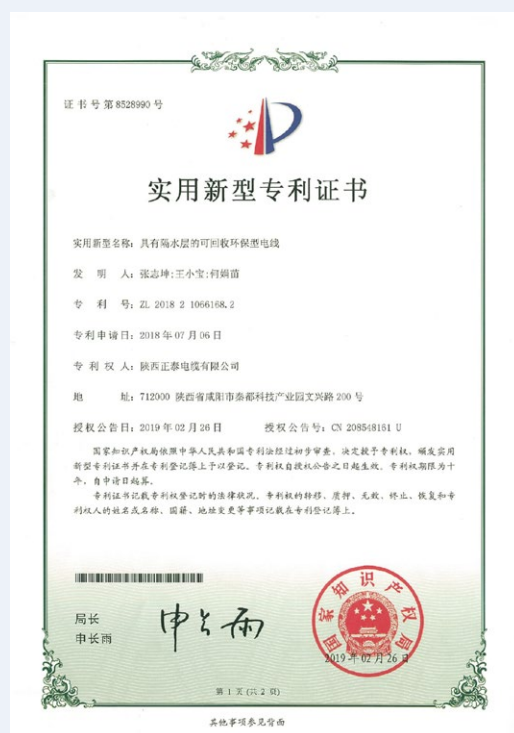 证书号第8528990号
实用新型专利证书
实用新型名称：具有隔水层的可回收环保型电线
发 明 人：张志坤;王小宝;何娟苗
专 利 号：ZL 2018 2 1066168.2
专利申请日：2018年07月06日
专 利 权 人：陕西正泰电缆有限公司
地 址：712000 陕西省咸阳市秦都科技产业园文兴路200号
授权公告日：2019年02月26日 授权公告号：CN 208548161 U
国家知识产权局依照中华人民共和国专利法经过初步审查，决定授予专利权，颁发实用
新型专利证书并在专利登记簿上予以登记。专利权自授权公告之日起生效。专利权期限为十
年，自申请日起算。
专利证书记载专利权登记时的法律状况。专利权的转移、质押、无效、终止、恢复和专
利权人的姓名或名称、国籍、地址变更等事项记载在专利登记簿上。
局长
申长雨
申长雨
国家知识产权局
2019年02月26日
第 1 页 (共 2 页)
其他事项参见背面